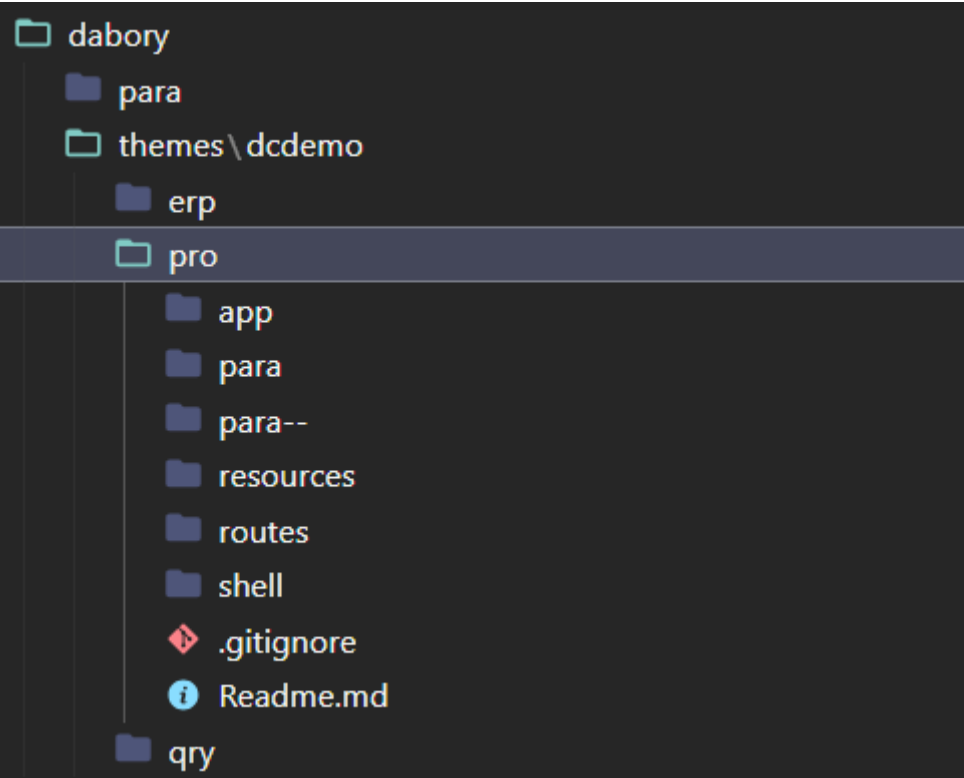 dabory
para
themes\dcdemo
erp
pro
app
para
para--
resources
routes
shell
.gitignore
Readme.md
qry